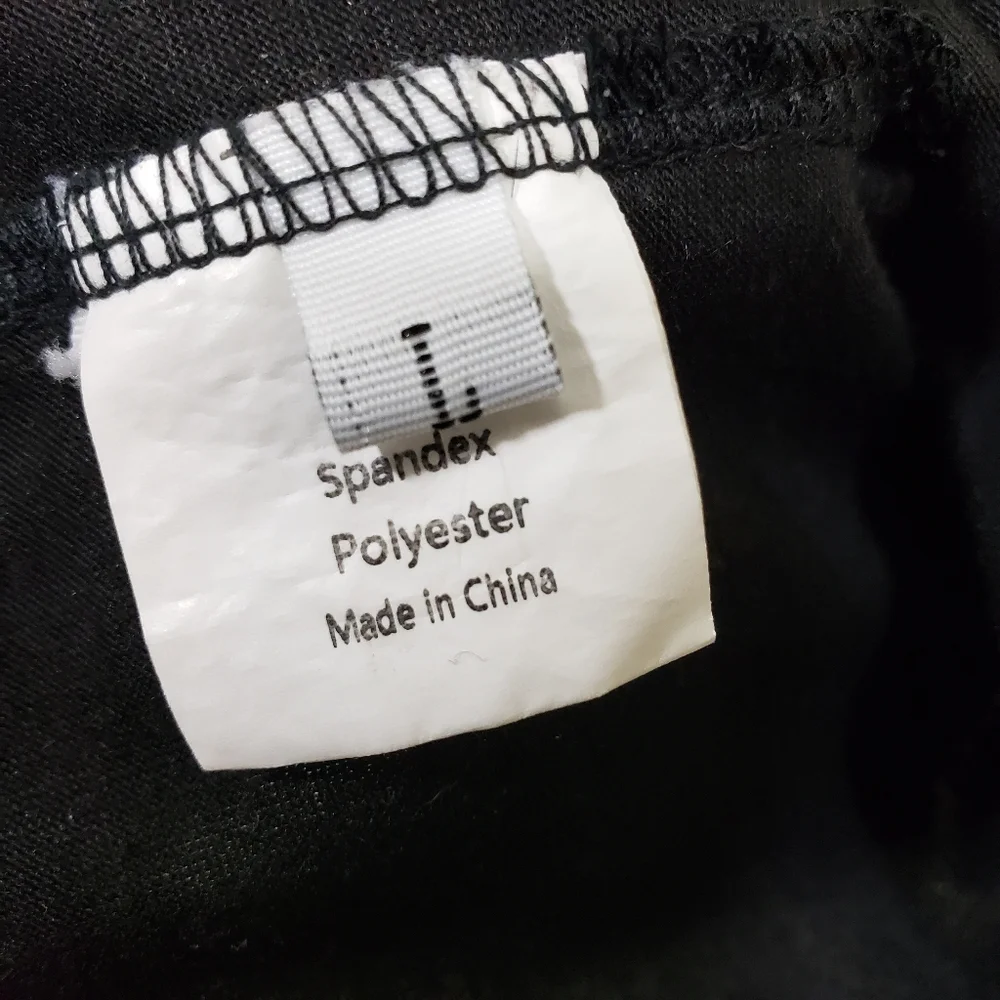 L
Spandex
Polyester
Made in China